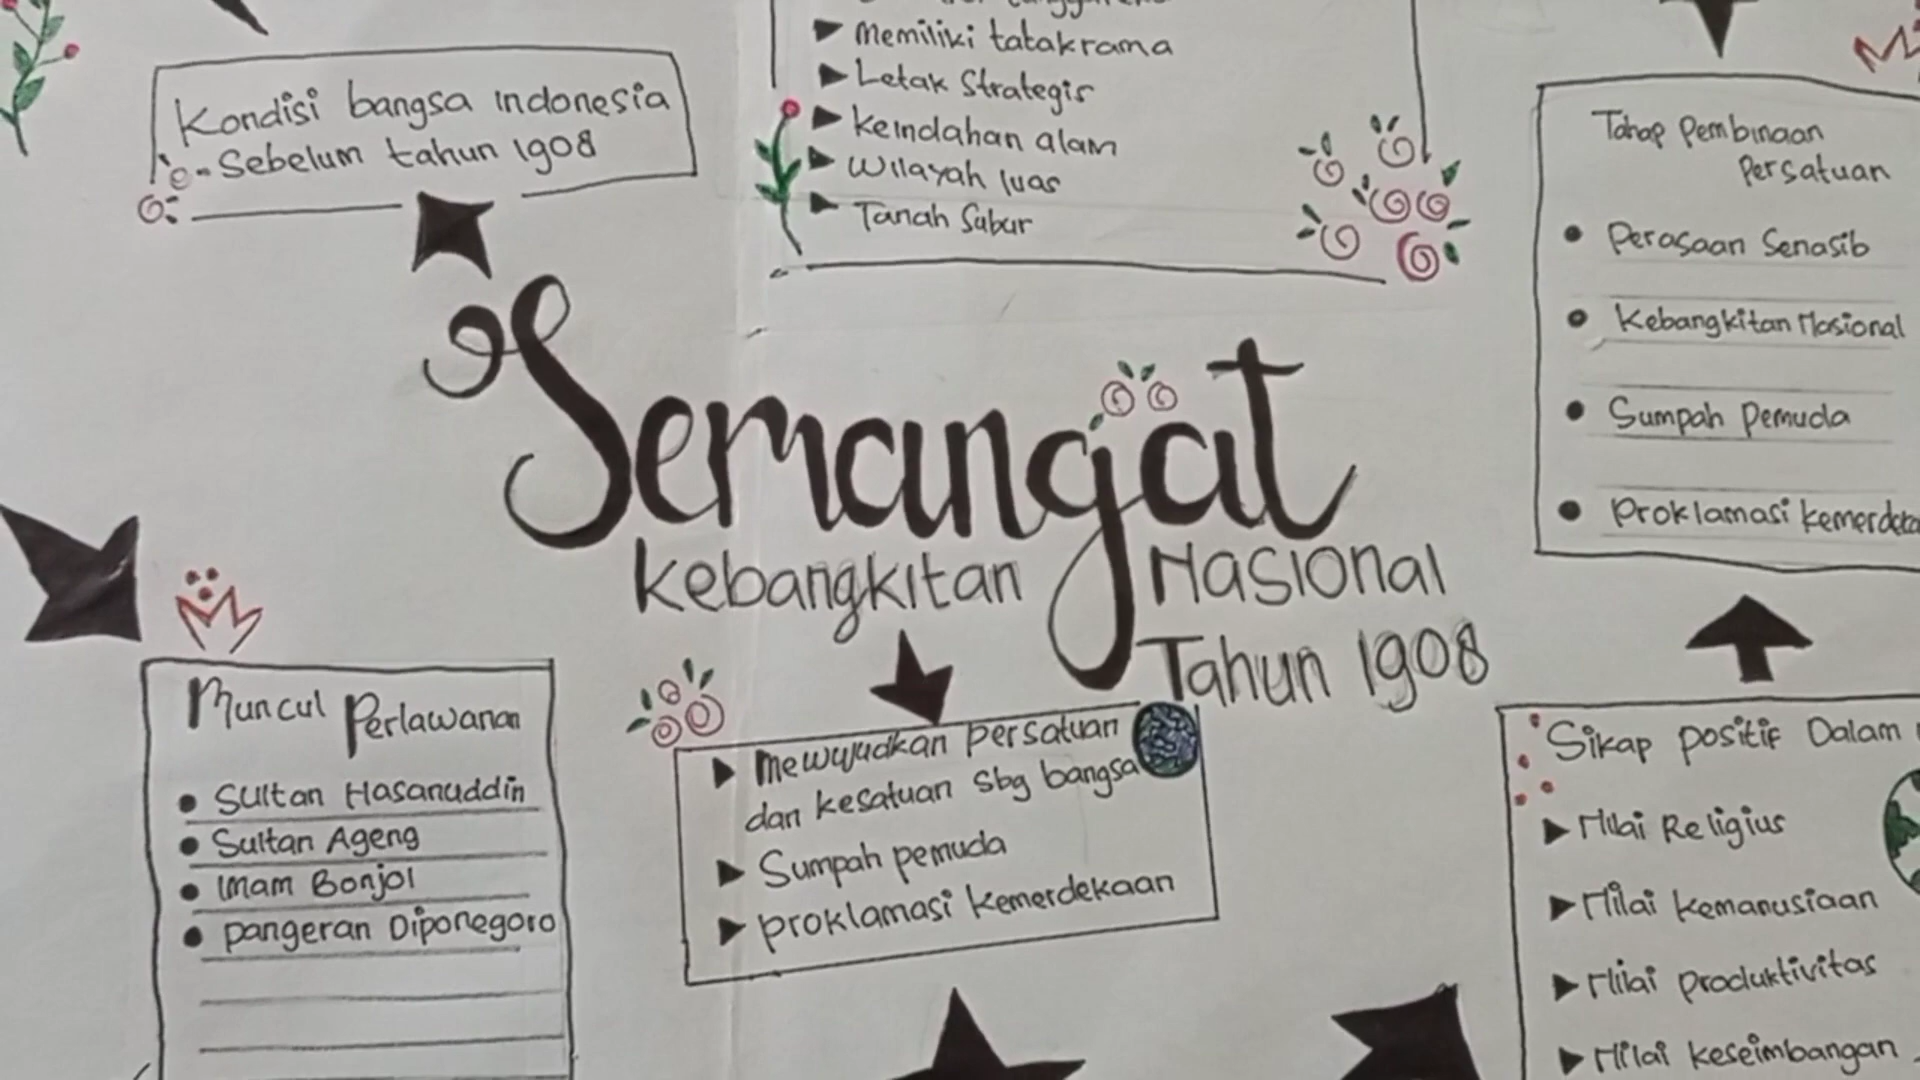 Memiliki tatakrama
Letak Strategis
keindahan alam
Wilayah luas
Tanah Subur
Kondisi bangsa indonesia
Sebelum tahun 1908
Tahap Pembinaan
Persatuan
Perasaan Senasib
Kebangkitan Nasional
Sumpah Pemuda
Proklamasi kemerdeka
Semangat
kebangkitan Nasional
Tahun 1908
Muncul Perlawanan
Sultan Hasanuddin
Sultan Ageng
Imam Bonjol
pangeran Diponegoro
Mewujudkan persatuan
dan kesatuan sbg bangsa
Sumpah pemuda
proklamasi kemerdekaan
Sikap positif Dalam
Nilai Religius
Nilai kemanusiaan
Nilai produktivitas
Nilai keseimbangan